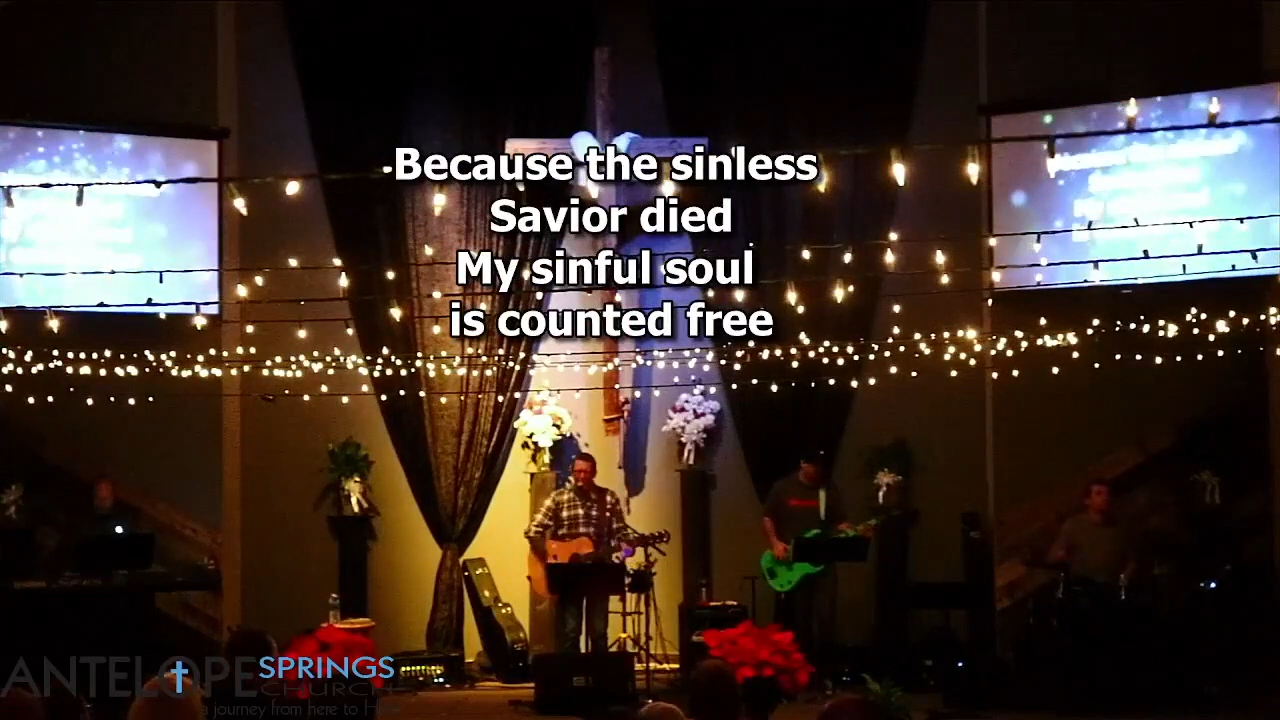 Because the sinless
Savior died
My sinful soul
is counted free
ANTELOPE SPRINGS
CHURCH
a journey from here to